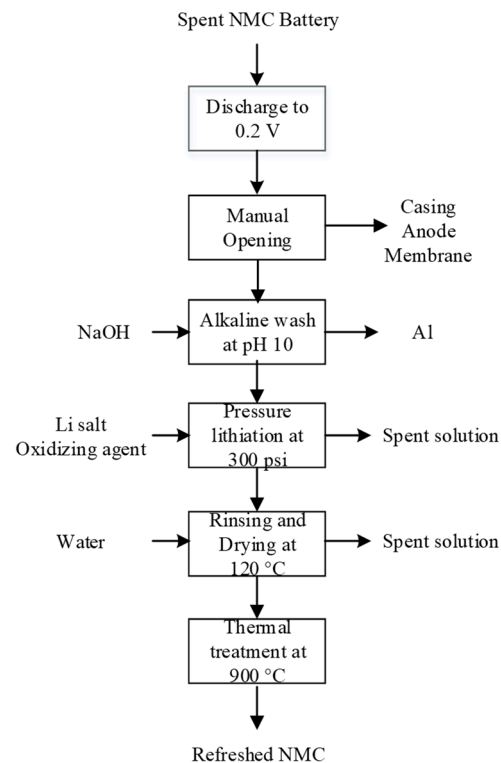 Spent NMC Battery
Discharge to
0.2 V
Manual
Opening
Casing
Anode
Membrane
NaOH
Alkaline wash
at pH 10
Al
Li salt
Oxidizing agent
Pressure
lithiation at
300 psi
Spent solution
Water
Rinsing and
Drying at
120 °C
Spent solution
Thermal
treatment at
900 °C
Refreshed NMC